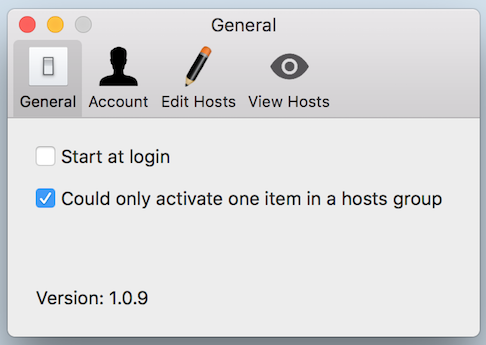 General
General Account Edit Hosts View Hosts
Start at login
Could only activate one item in a hosts group
Version: 1.0.9